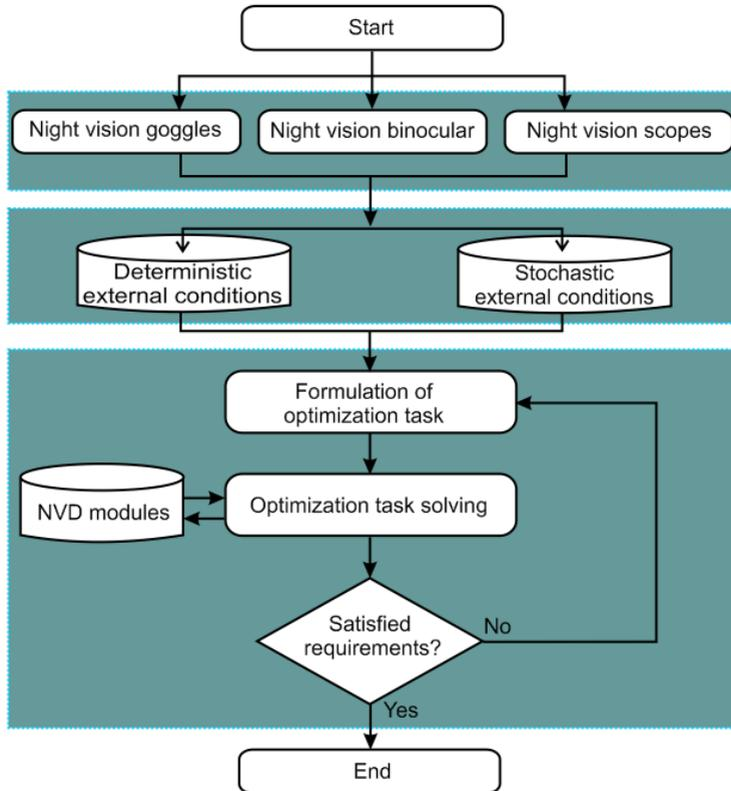 Start
Night vision goggles
Night vision binocular
Night vision scopes
Deterministic
external conditions
Stochastic
external conditions
Formulation of
optimization task
NVD modules
Optimization task solving
Satisfied
requirements?
No
Yes
End